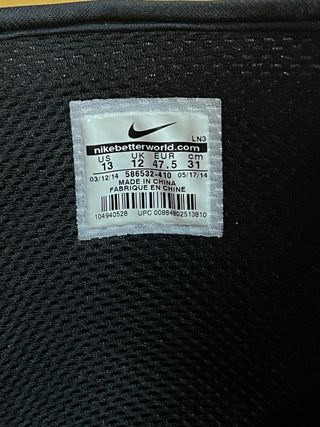 LN3
nikebetterworld.com
US UK EUR cm
13 12 47.5 31
03/12/14 586532-410 05/17/14
MADE IN CHINA
FABRIQUE EN CHINE
104940528 UPC 00884802513810